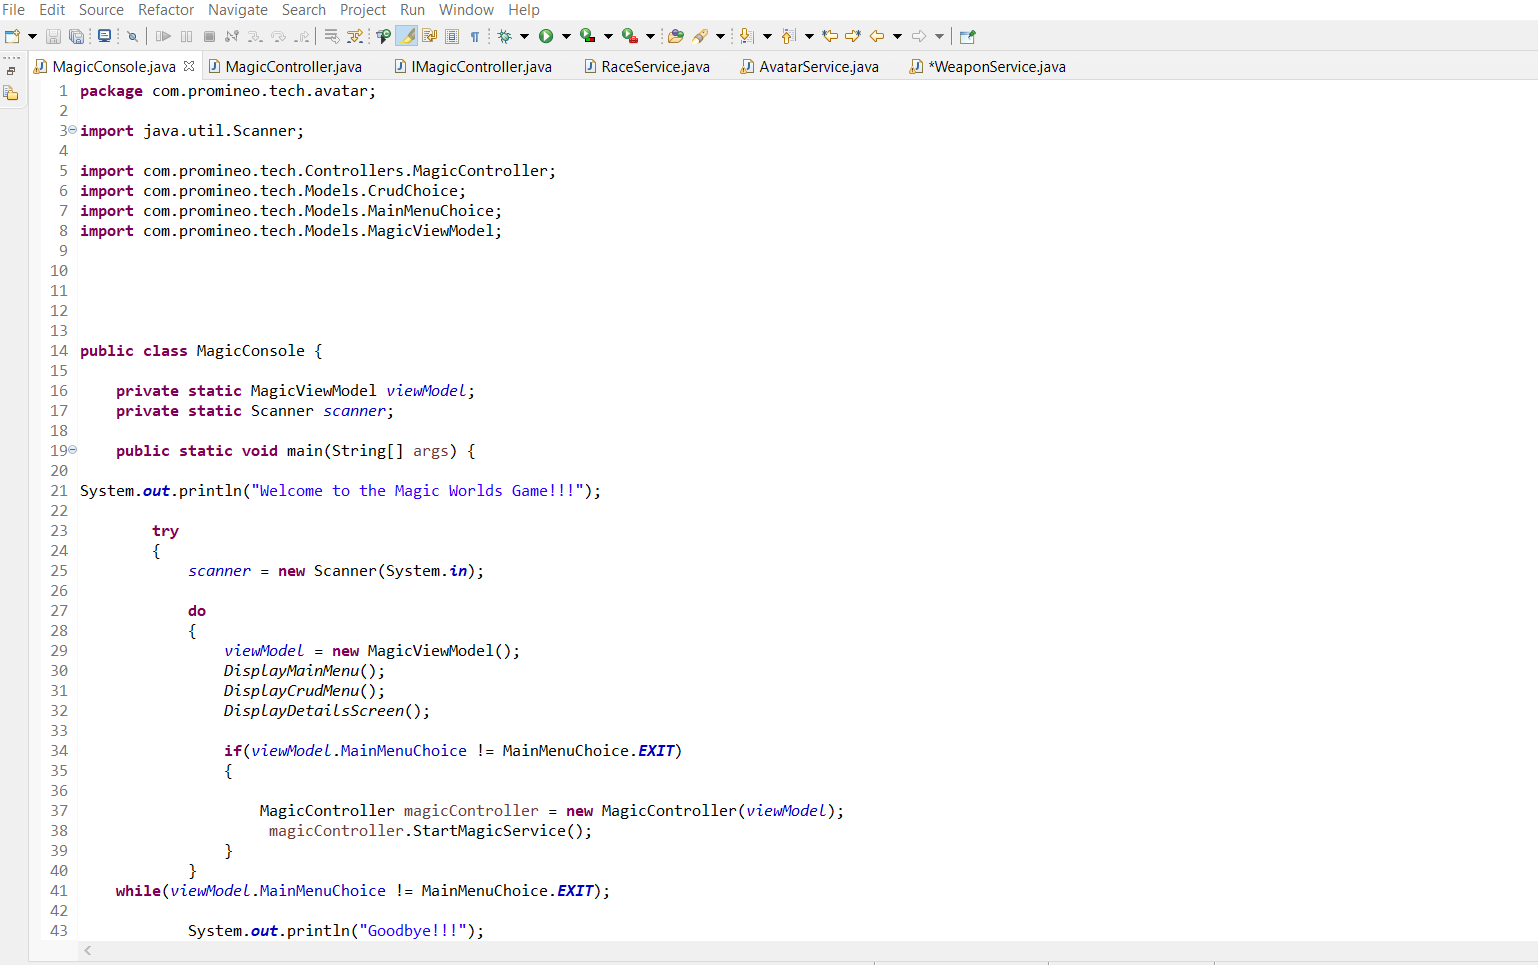 File Edit Source Refactor Navigate Search Project Run Window Help
MagicConsole.java MagicController.java IMagicController.java RaceService.java AvatarService.java *WeaponService.java
1 package com.promineo.tech.avatar;
2
3 import java.util.Scanner;
4
5 import com.promineo.tech.Controllers.MagicController;
6 import com.promineo.tech.Models.CrudChoice;
7 import com.promineo.tech.Models.MainMenuChoice;
8 import com.promineo.tech.Models.MagicViewModel;
9
10
11
12
13
14 public class MagicConsole {
15
16     private static MagicViewModel viewModel;
17     private static Scanner scanner;
18
19     public static void main(String[] args) {
20
21 System.out.println("Welcome to the Magic Worlds Game!!!");
22
23         try
24         {
25             scanner = new Scanner(System.in);
26
27             do
28             {
29                 viewModel = new MagicViewModel();
30                 DisplayMainMenu();
31                 DisplayCrudMenu();
32                 DisplayDetailsScreen();
33
34                 if(viewModel.MainMenuChoice != MainMenuChoice.EXIT)
35                 {
36
37                     MagicController magicController = new MagicController(viewModel);
38                      magicController.StartMagicService();
39                 }
40             }
41     while(viewModel.MainMenuChoice != MainMenuChoice.EXIT);
42
43             System.out.println("Goodbye!!!");